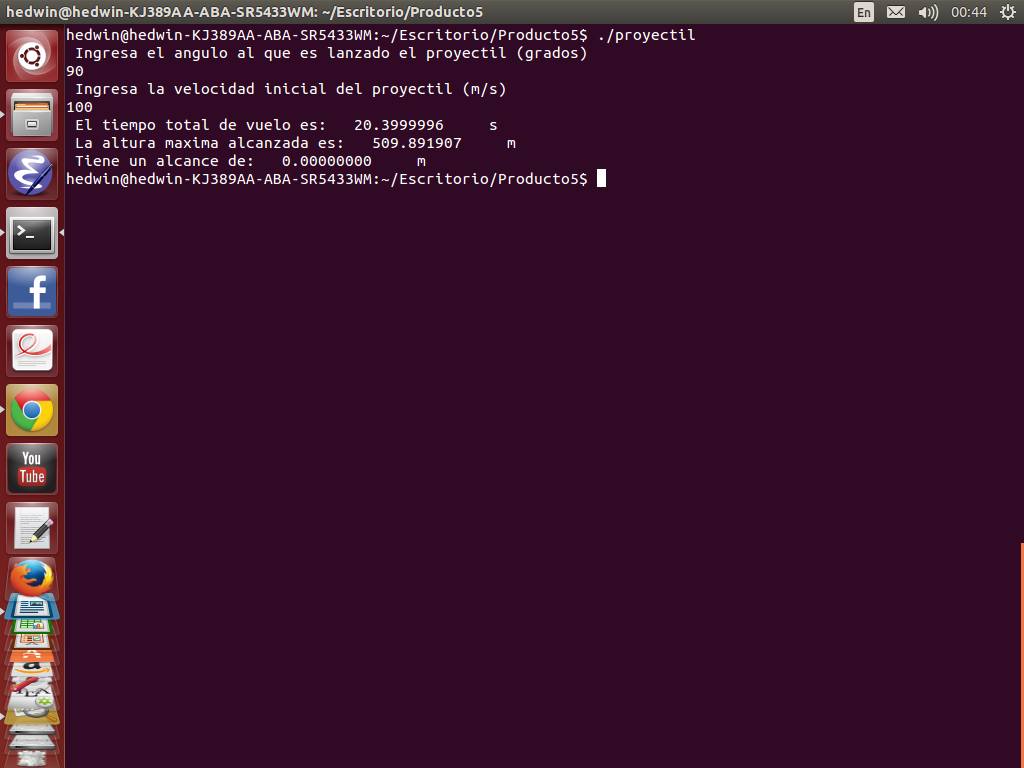 hedwin@hedwin-KJ389AA-ABA-SR5433WM: ~/Escritorio/Producto5
En
00:44
hedwin@hedwin-KJ389AA-ABA-SR5433WM:~/Escritorio/Producto5$ ./proyectil
Ingresa el angulo al que es lanzado el proyectil (grados)
90
Ingresa la velocidad inicial del proyectil (m/s)
100
El tiempo total de vuelo es:   20.3999996     s
La altura maxima alcanzada es:   509.891907     m
Tiene un alcance de:   0.00000000     m
hedwin@hedwin-KJ389AA-ABA-SR5433WM:~/Escritorio/Producto5$
>_
f
You
Tube
a